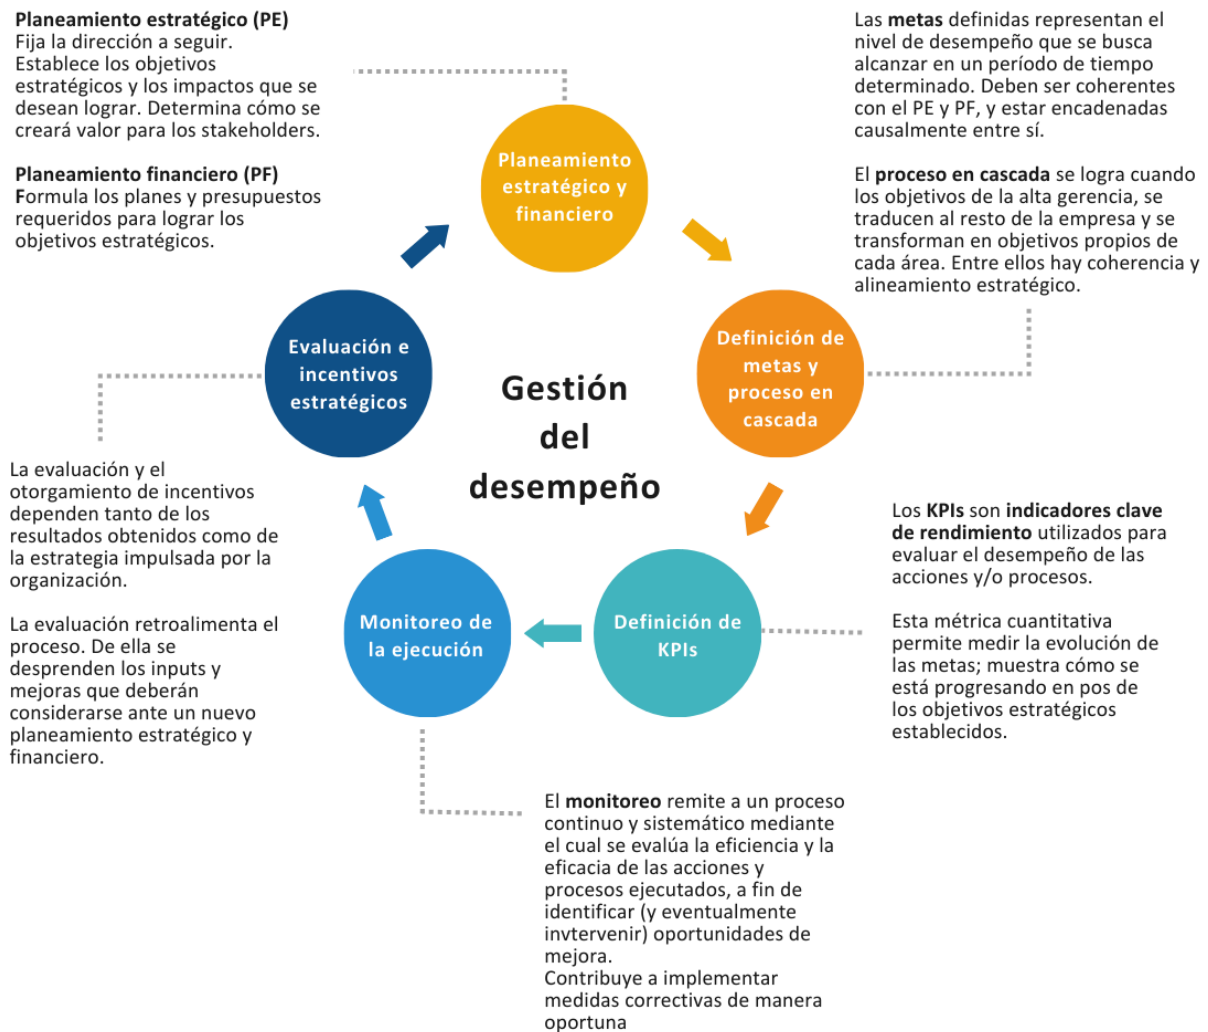 Planeamiento estratégico (PE)
Fija la dirección a seguir.
Establece los objetivos
estratégicos y los impactos que se
desean lograr. Determina cómo se
creará valor para los stakeholders.
Planeamiento financiero (PF)
Formula los planes y presupuestos
requeridos para lograr los
objetivos estratégicos.
Las metas definidas representan el
nivel de desempeño que se busca
alcanzar en un período de tiempo
determinado. Deben ser coherentes
con el PE y PF, y estar encadenadas
causalmente entre sí.
El proceso en cascada se logra cuando
los objetivos de la alta gerencia, se
traducen al resto de la empresa y se
transforman en objetivos propios de
cada área. Entre ellos hay coherencia y
alineamiento estratégico.
Planeamiento
estratégico y
financiero
Definición de
metas y
proceso en
cascada
Evaluación e
incentivos
estratégicos
Gestión
del
desempeño
La evaluación y el
otorgamiento de incentivos
dependen tanto de los
resultados obtenidos como de
la estrategia impulsada por la
organización.
La evaluación retroalimenta el
proceso. De ella se
desprenden los inputs y
mejoras que deberán
considerarse ante un nuevo
planeamiento estratégico y
financiero.
Monitoreo de
la ejecución
Definición de
KPIs
Los KPIs son indicadores clave
de rendimiento utilizados para
evaluar el desempeño de las
acciones y/o procesos.
Esta métrica cuantitativa
permite medir la evolución de
las metas; muestra cómo se
está progresando en pos de
los objetivos estratégicos
establecidos.
El monitoreo remite a un proceso
continuo y sistemático mediante
el cual se evalúa la eficiencia y la
eficacia de las acciones y
procesos ejecutados, a fin de
identificar (y eventualmente
invtervenir) oportunidades de
mejora.
Contribuye a implementar
medidas correctivas de manera
oportuna